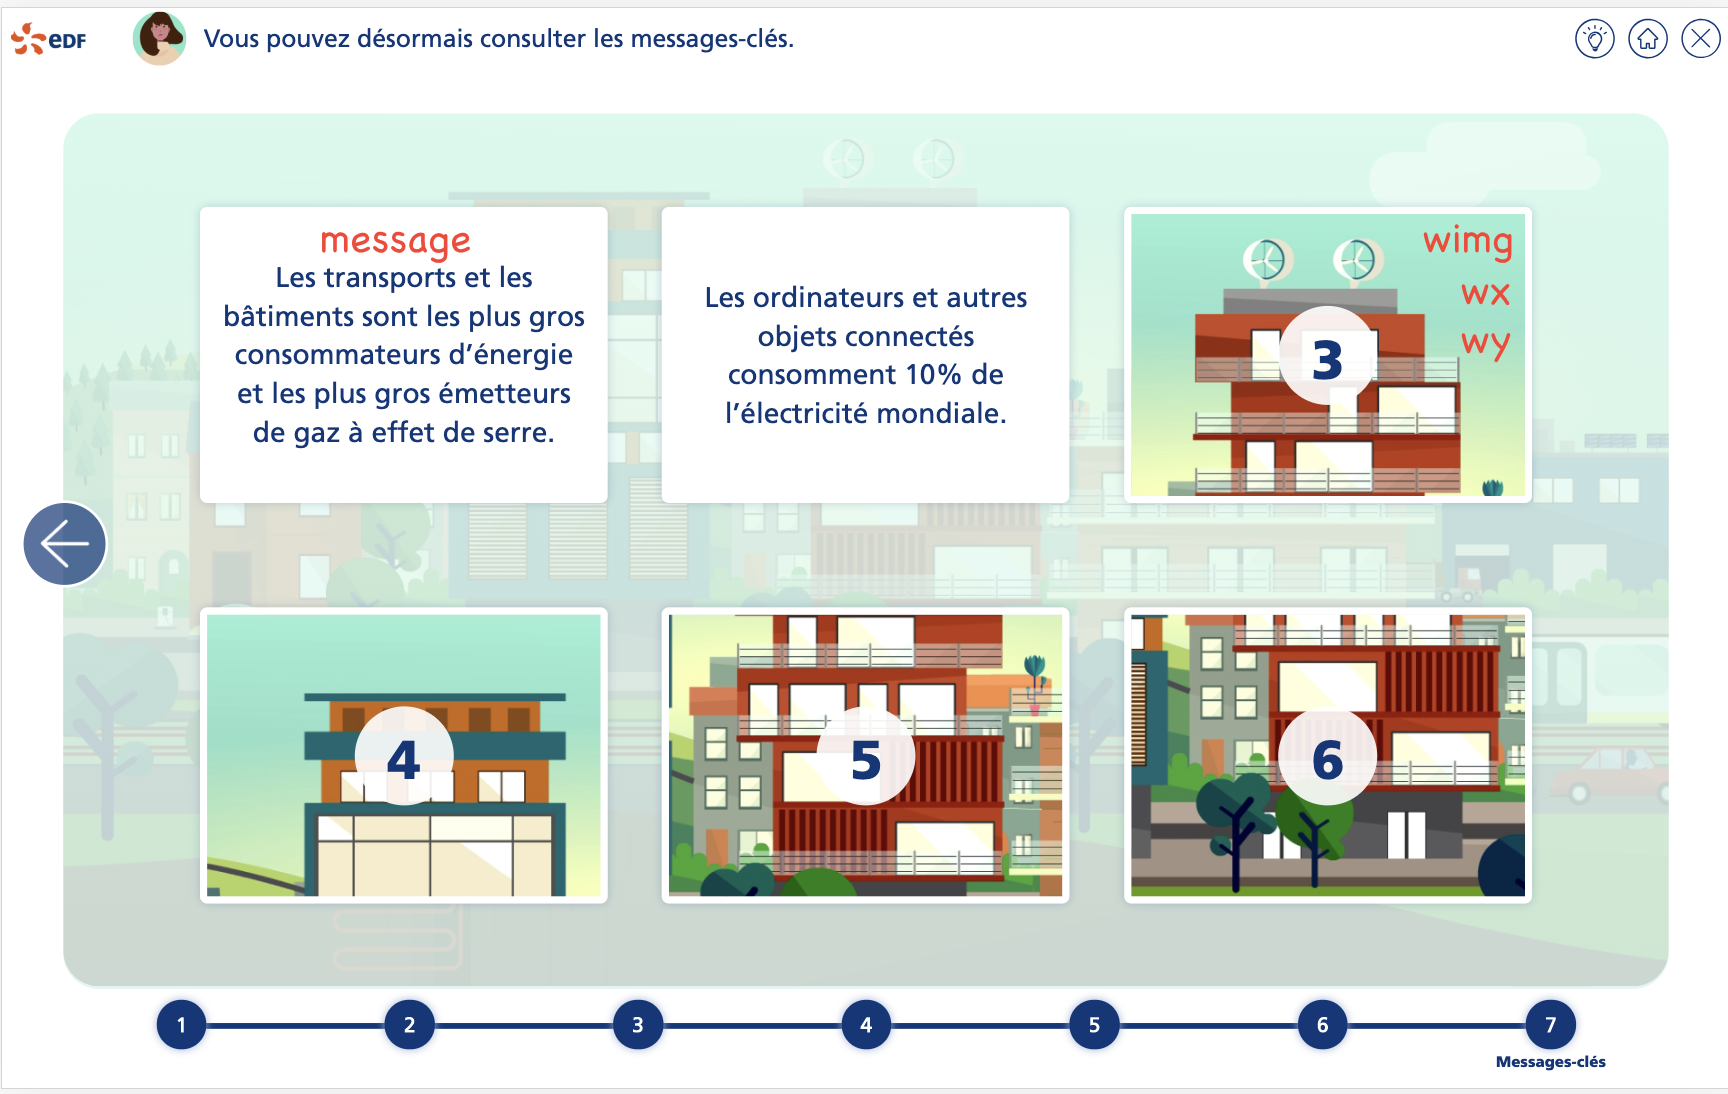 eDF
Vous pouvez désormais consulter les messages-clés.
message
Les transports et les
bâtiments sont les plus gros
consommateurs d’énergie
et les plus gros émetteurs
de gaz à effet de serre.
Les ordinateurs et autres
objets connectés
consomment 10% de
l’électricité mondiale.
wimg
wx
wy
3
4
5
6
1
2
3
4
5
6
7
Messages-clés